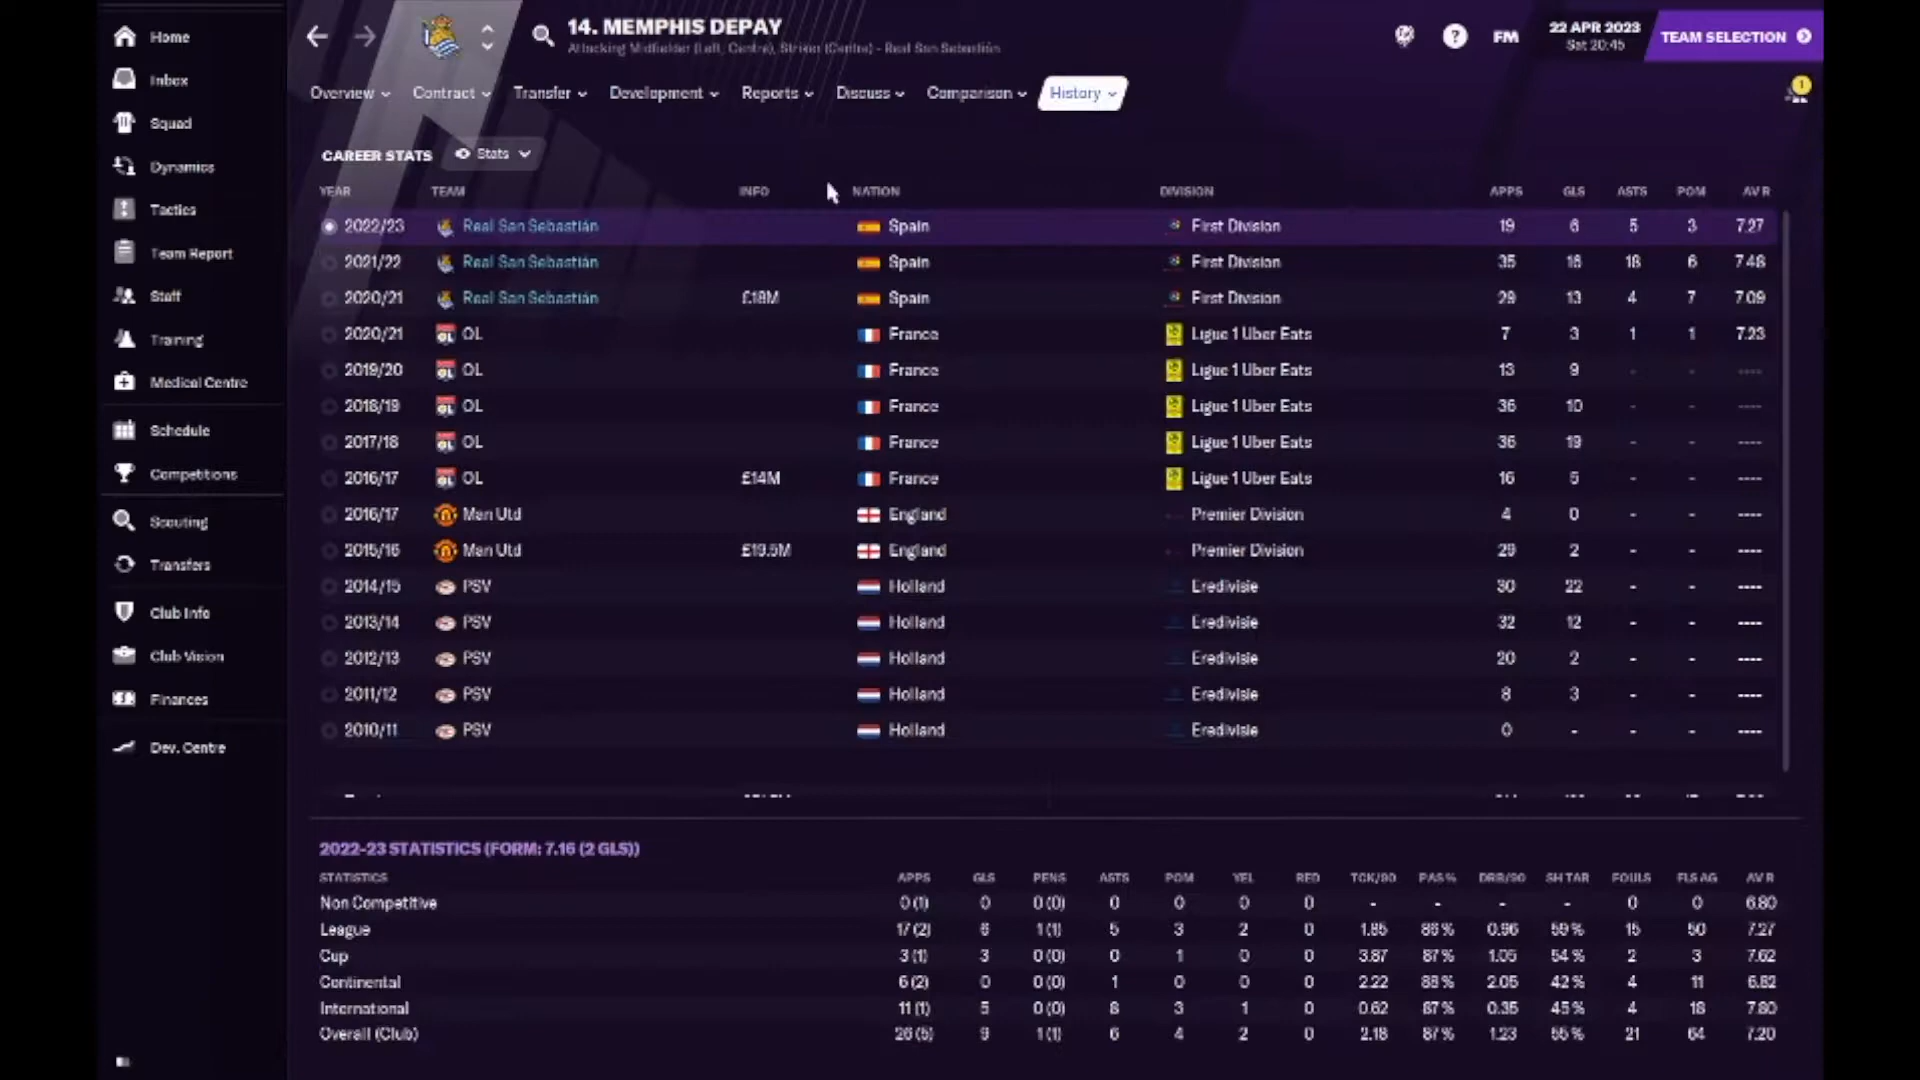 14. MEMPHIS DEPAY
Attacking Midfielder (Left, Centre), Striker (Centre) - Real San Sebastián
FM
22 APR 2023
Sat 20:45
TEAM SELECTION
Home
Inbox
Squad
Dynamics
Tactics
Team Report
Staff
Training
Medical Centre
Schedule
Competitions
Scouting
Transfers
Club Info
Club Vision
Finances
Dev. Centre
Overview Contract Transfer Development Reports Discuss Comparison History
1
CAREER STATS Stats
YEAR TEAM INFO NATION DIVISION APPS GLS ASTS POM AV R
2022/23 Real San Sebastián Spain First Division 19 6 5 3 7.27
2021/22 Real San Sebastián Spain First Division 35 16 18 6 7.48
2020/21 Real San Sebastián £18M Spain First Division 29 13 4 7 7.09
2020/21 OL France Ligue 1 Uber Eats 7 3 1 1 7.23
2019/20 OL France Ligue 1 Uber Eats 13 9 - - ----
2018/19 OL France Ligue 1 Uber Eats 36 10 - - ----
2017/18 OL France Ligue 1 Uber Eats 36 19 - - ----
2016/17 OL £14M France Ligue 1 Uber Eats 16 5 - - ----
2016/17 Man Utd England Premier Division 4 0 - - ----
2015/16 Man Utd £19.5M England Premier Division 29 2 - - ----
2014/15 PSV Holland Eredivisie 30 22 - - ----
2013/14 PSV Holland Eredivisie 32 12 - - ----
2012/13 PSV Holland Eredivisie 20 2 - - ----
2011/12 PSV Holland Eredivisie 8 3 - - ----
2010/11 PSV Holland Eredivisie 0 - - - ----
2022-23 STATISTICS (FORM: 7.16 (2 GLS))
STATISTICS APPS GLS PENS ASTS POM YEL RED TCK/90 PAS% DRB/90 SH TAR FOULS FLS AG AV R
Non Competitive 0 (1) 0 0 (0) 0 0 0 0 - - - - 0 0 6.80
League 17 (2) 6 1 (1) 5 3 2 0 1.85 86% 0.96 59% 15 50 7.27
Cup 3 (1) 3 0 (0) 0 1 0 0 3.87 87% 1.05 54% 2 3 7.62
Continental 6 (2) 0 0 (0) 1 0 0 0 2.22 88% 2.05 42% 4 11 6.82
International 11 (1) 5 0 (0) 8 3 1 0 0.62 87% 0.35 45% 4 18 7.80
Overall (Club) 26 (5) 9 1 (1) 6 4 2 0 2.18 87% 1.23 55% 21 64 7.20